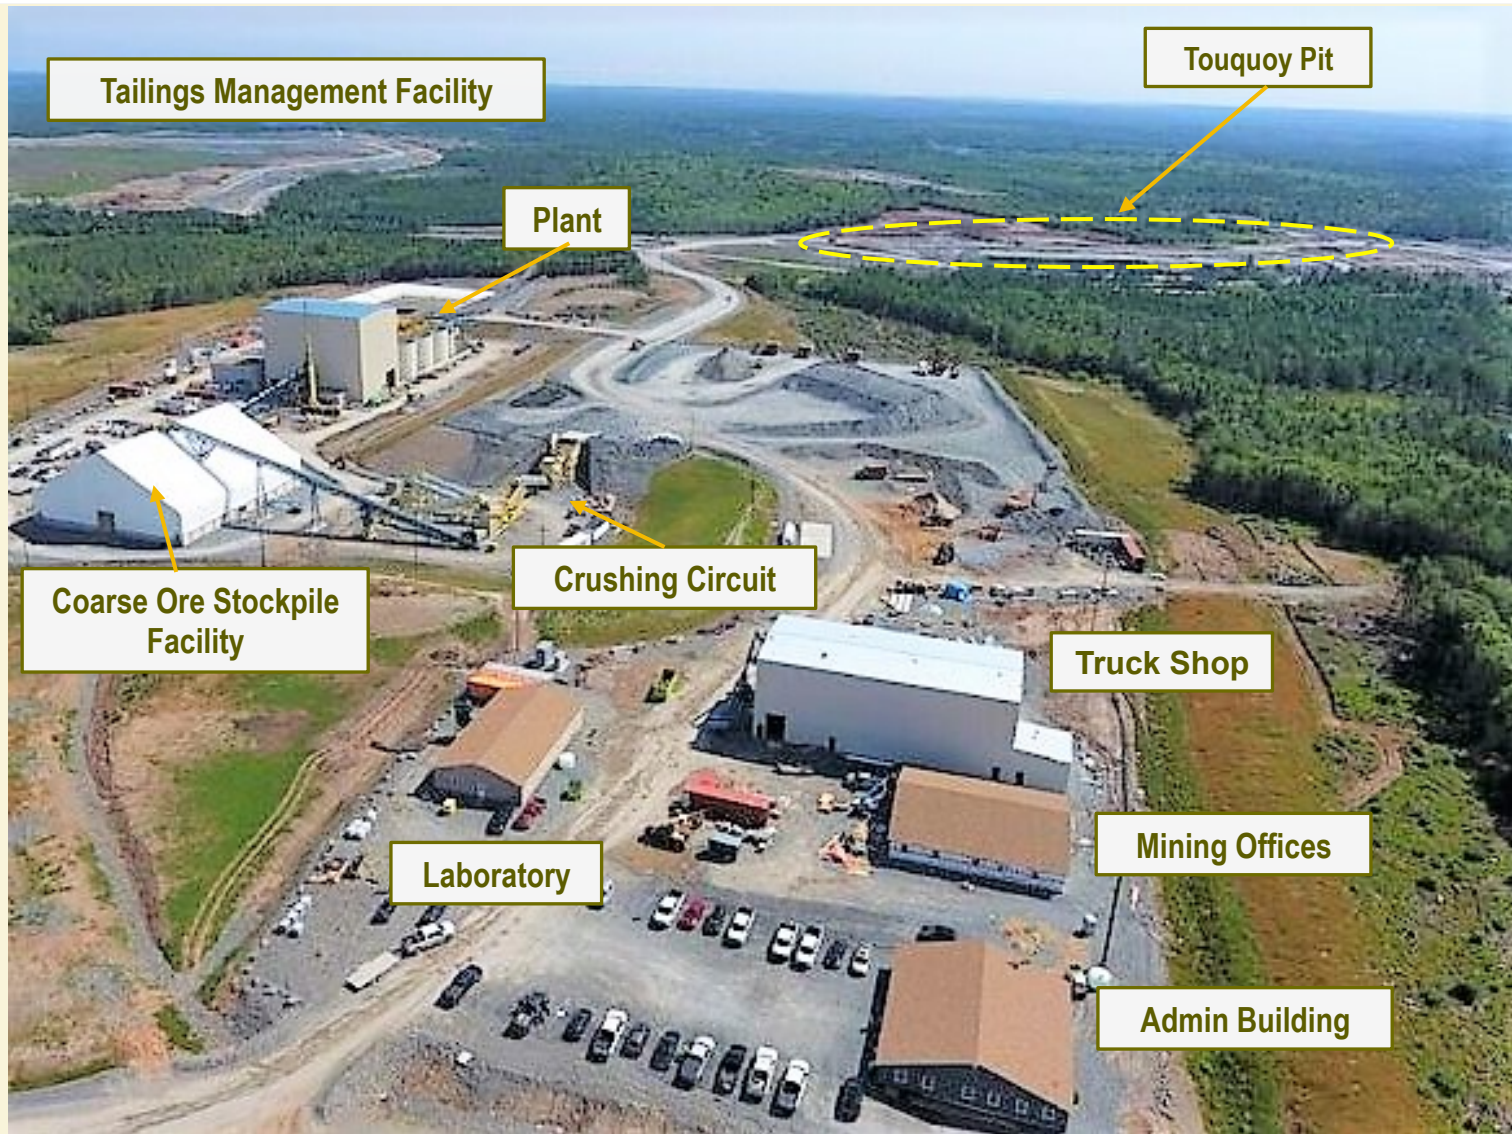 Tailings Management Facility
Touquoy Pit
Plant
Crushing Circuit
Coarse Ore Stockpile
Facility
Truck Shop
Mining Offices
Laboratory
Admin Building